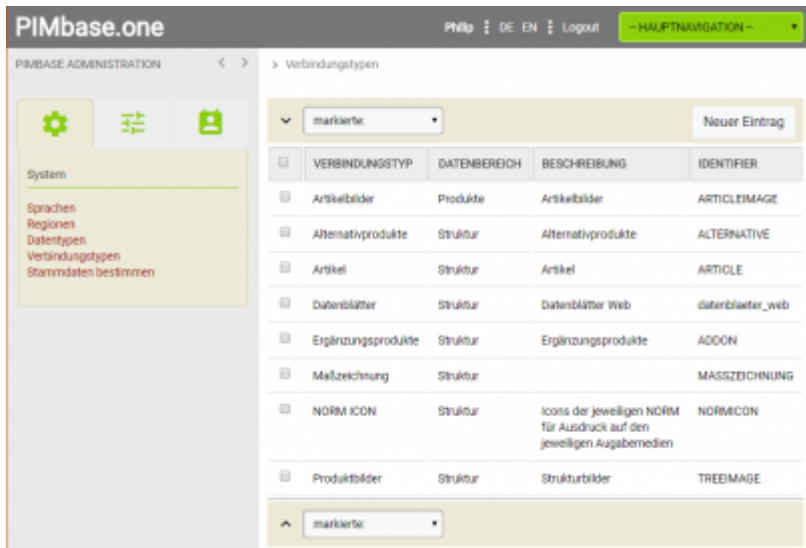 PIMbase.one
Philip DE EN Logout
-- HAUPTNAVIGATION --
PIMBASE ADMINISTRATION
< >
> Verbindungstypen
System
Sprachen
Regionen
Datentypen
Verbindungstypen
Stammdaten bestimmen
markierte:
Neuer Eintrag
VERBINDUNGSTYP DATENBEREICH BESCHREIBUNG IDENTIFIER
Artikelbilder Produkte Artikelbilder ARTICLEIMAGE
Alternativprodukte Struktur Alternativprodukte ALTERNATIVE
Artikel Struktur Artikel ARTICLE
Datenblätter Struktur Datenblätter Web datenblaeter_web
Ergänzungsprodukte Struktur Ergänzungsprodukte ADDON
Maßzeichnung Struktur MASSZEICHNUNG
NORM ICON Struktur Icons der jeweiligen NORM NORMICON
für Ausdruck auf den
jeweiligen Augabemedien
Produktbilder Struktur Strukturbilder TREEIMAGE
markierte: